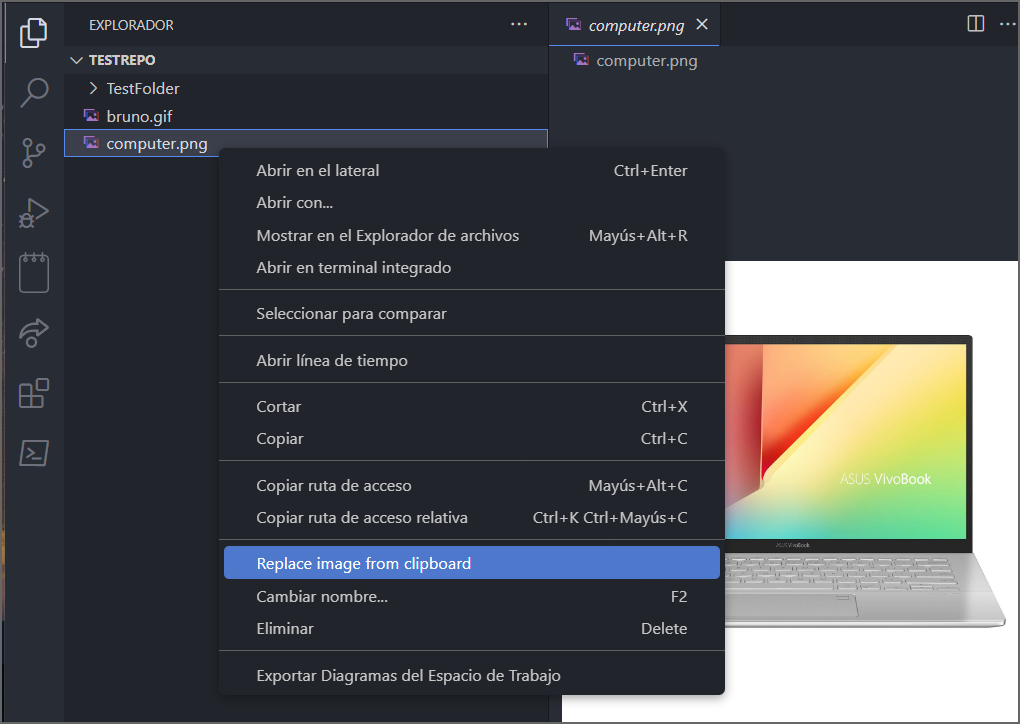 EXPLORADOR
TESTREPO
TestFolder
bruno.gif
computer.png
computer.png
computer.png
Abrir en el lateral Ctrl+Enter
Abrir con...
Mostrar en el Explorador de archivos Mayús+Alt+R
Abrir en terminal integrado
Seleccionar para comparar
Abrir línea de tiempo
Cortar Ctrl+X
Copiar Ctrl+C
Copiar ruta de acceso Mayús+Alt+C
Copiar ruta de acceso relativa Ctrl+K Ctrl+Mayús+C
Replace image from clipboard
Cambiar nombre... F2
Eliminar Delete
Exportar Diagramas del Espacio de Trabajo
ASUS VivoBook
ASUS VivoBook